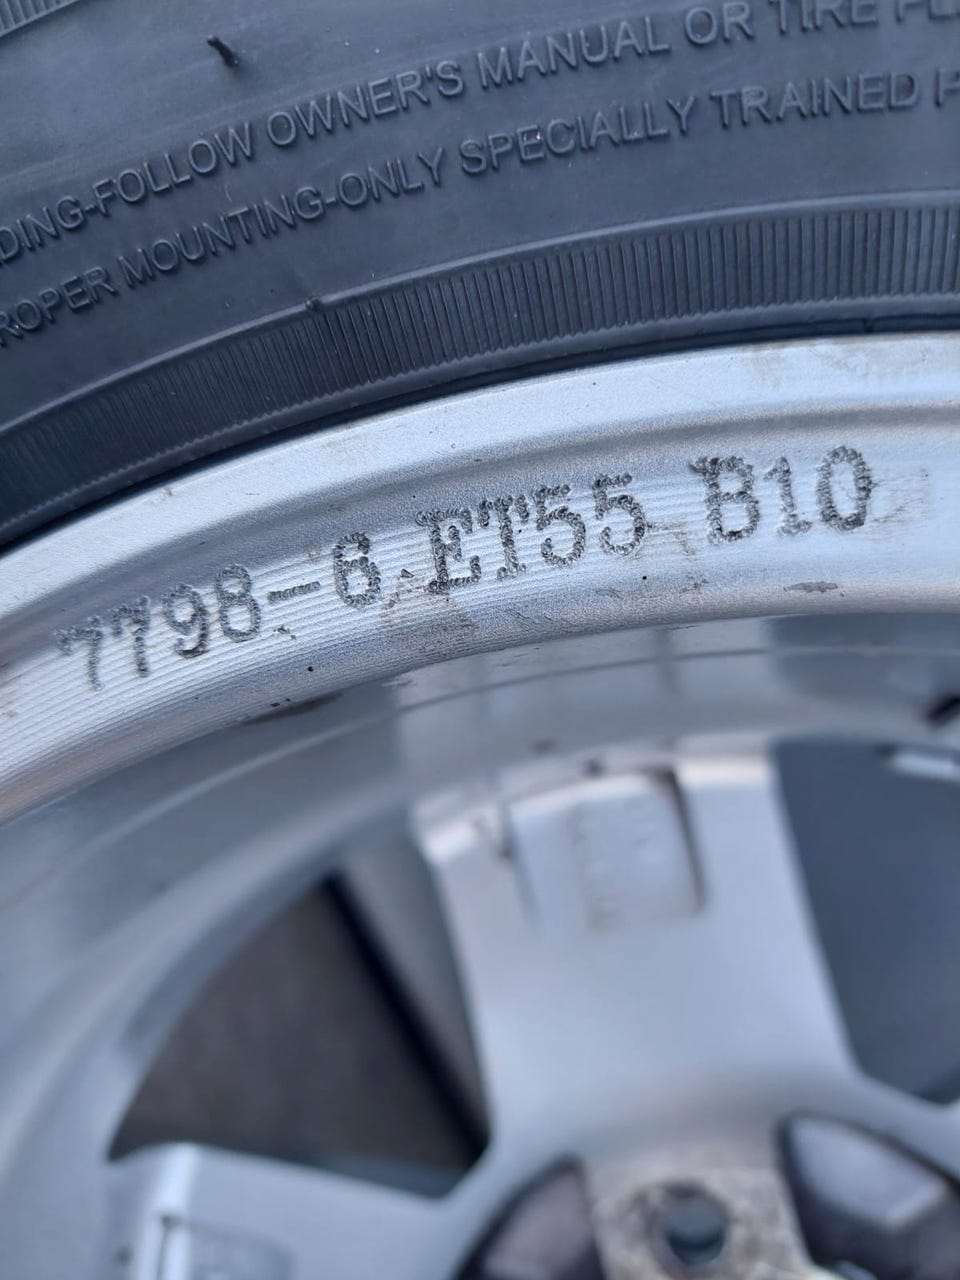 DING-FOLLOW OWNER'S MANUAL OR TIRE
ROPER MOUNTING-ONLY SPECIALLY TRAINED
7798-6 ET55 B10